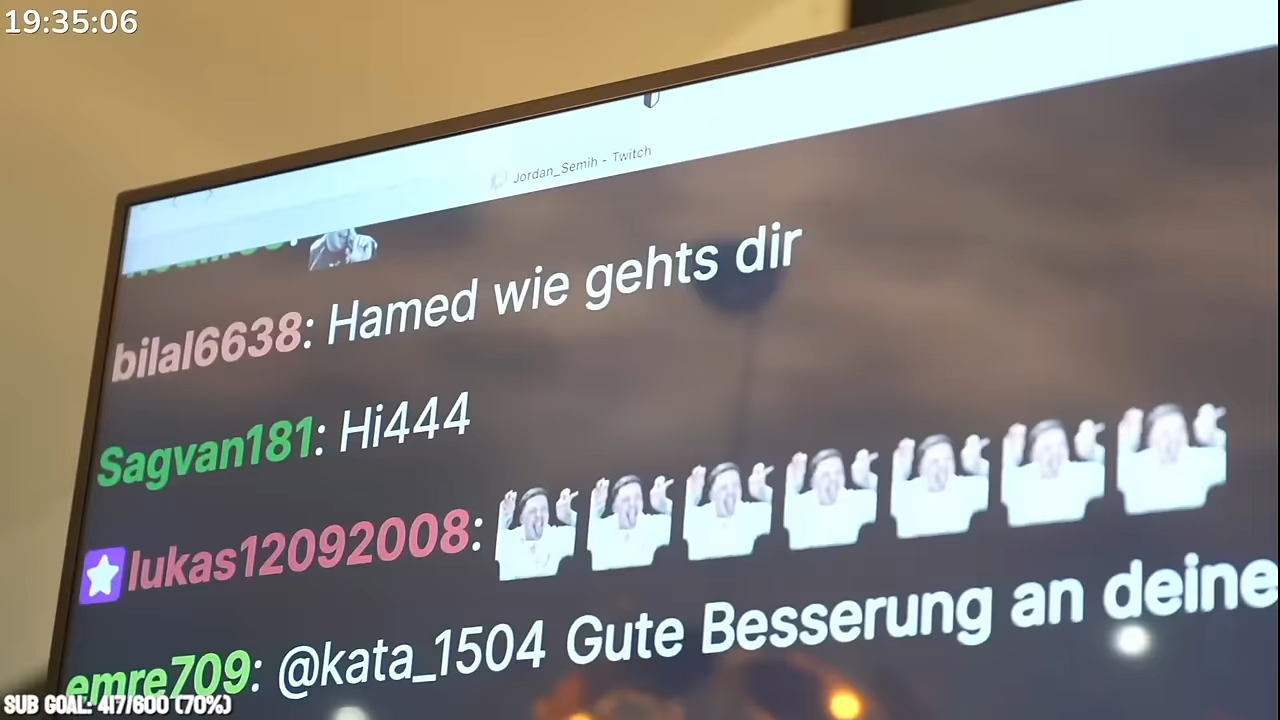 19:35:06
Jordan_Semih - Twitch
bilal6638: Hamed wie gehts dir
Sagvan181: Hi444
lukas12092008:
emre709: @kata_1504 Gute Besserung an deine
SUB GOAL: 417/600 (70%)